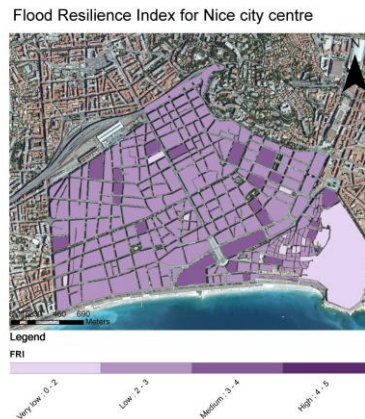 Flood Resilience Index for Nice city centre
690
Meters
Legend
FRI
Very low : 0 - 2
Low : 2 - 3
Medium : 3 - 4
High : 4 - 5